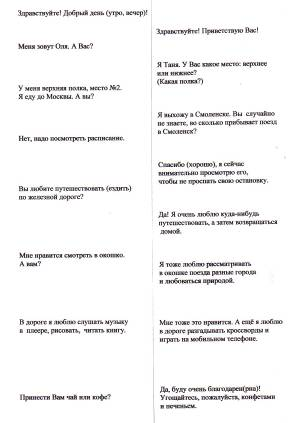 Здравствуйте! Добрый день (утро, вечер)!
Здравствуйте! Приветствую Вас!
Меня зовут Оля. А Вас?
Я Таня. У Вас какое место: верхнее
или нижнее?
(Какая полка?)
У меня верхняя полка, место №2.
Я еду до Москвы. А вы?
Я выхожу в Смоленске. Вы  случайно
не знаете, во сколько прибывает поезд
в Смоленск?
Нет, надо посмотреть расписание.
Спасибо (хорошо), я сейчас
внимательно просмотрю его,
чтобы не проспать свою остановку.
Вы любите путешествовать (ездить)
по железной дороге?
Да! Я очень люблю куда-нибудь
путешествовать, а затем возвращаться
домой.
Мне нравится смотреть в окошко.
А вам?
Я тоже люблю рассматривать
в окошке поезда разные города
и любоваться природой.
В дороге я люблю слушать музыку
в  плеере, рисовать,  читать  книгу.
Мне тоже это нравится. А ещё я люблю
в дороге разгадывать кроссворды и
играть на мобильном телефоне.
Принести Вам чай или кофе?
Да, буду очень благодарен(рна)!
Угощайтесь, пожалуйста, конфетами
и печеньем.